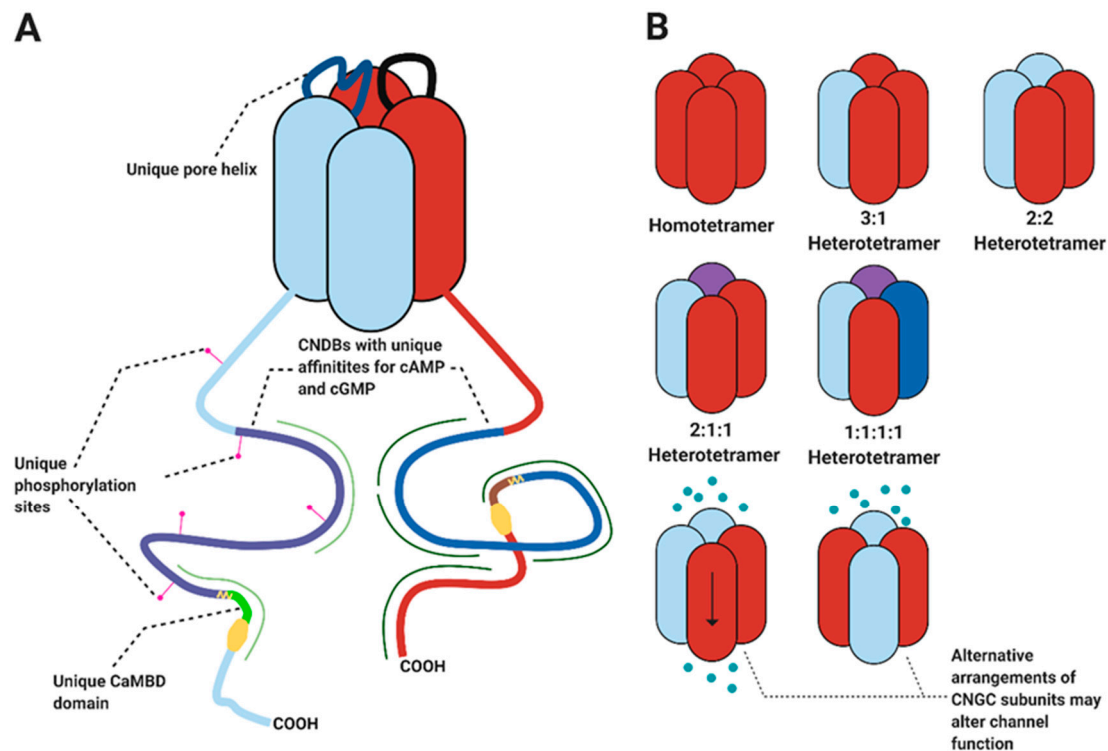 A
Unique pore helix
CNDBs with unique
affinitites for cAMP
and cGMP
Unique
phosphorylation
sites
Unique CaMBD
domain
COOH
COOH
B
Homotetramer
3:1
Heterotetramer
2:2
Heterotetramer
2:1:1
Heterotetramer
1:1:1:1
Heterotetramer
Alternative
arrangements of
CNGC subunits may
alter channel
function